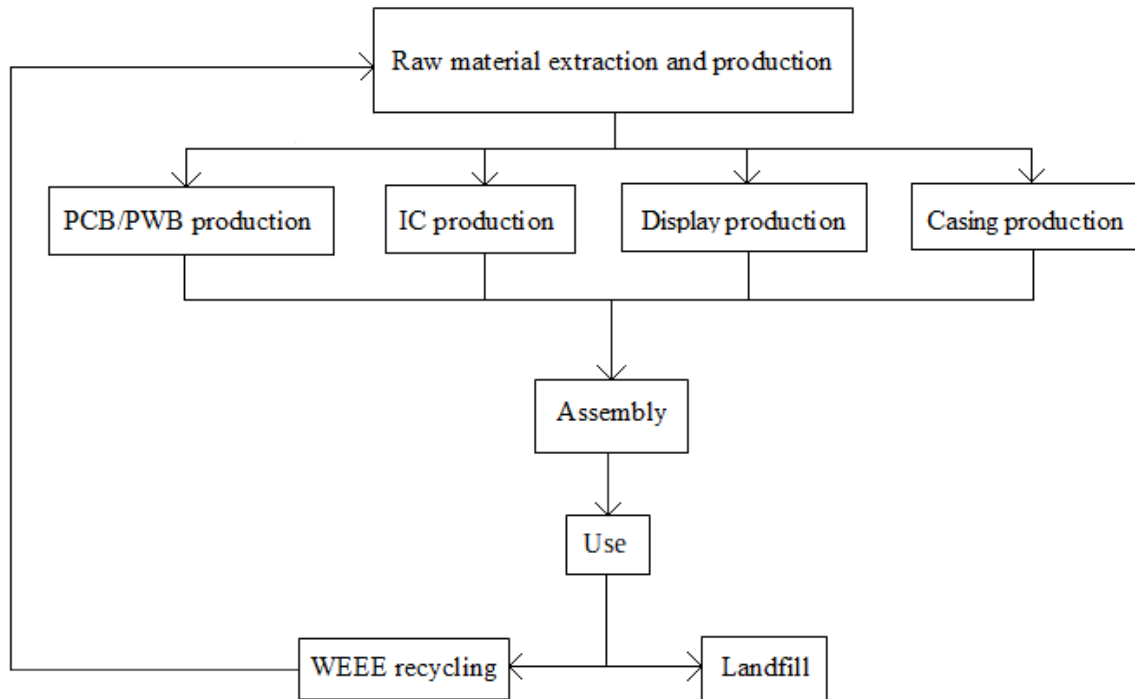 Raw material extraction and production
PCB/PWB production
IC production
Display production
Casing production
Assembly
Use
WEEE recycling
Landfill